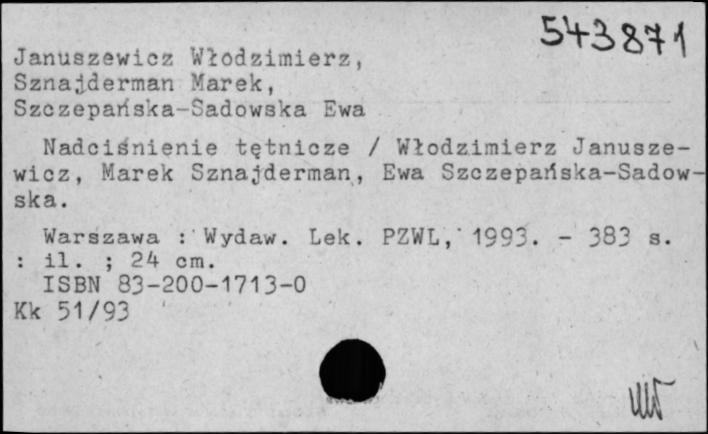 543871
Januszewicz Włodzimierz,
Sznajderman Marek,
Szczepańska-Sadowska Ewa
Nadciśnienie tętnicze / Włodzimierz Janusze-
wicz, Marek Sznajderman, Ewa Szczepańska-Sadow-
ska.
Warszawa : Wydaw. Lek. PZWL, 1993. - 383 s.
: il. ; 24 cm.
ISBN 83-200-1713-0
Kk 51/93